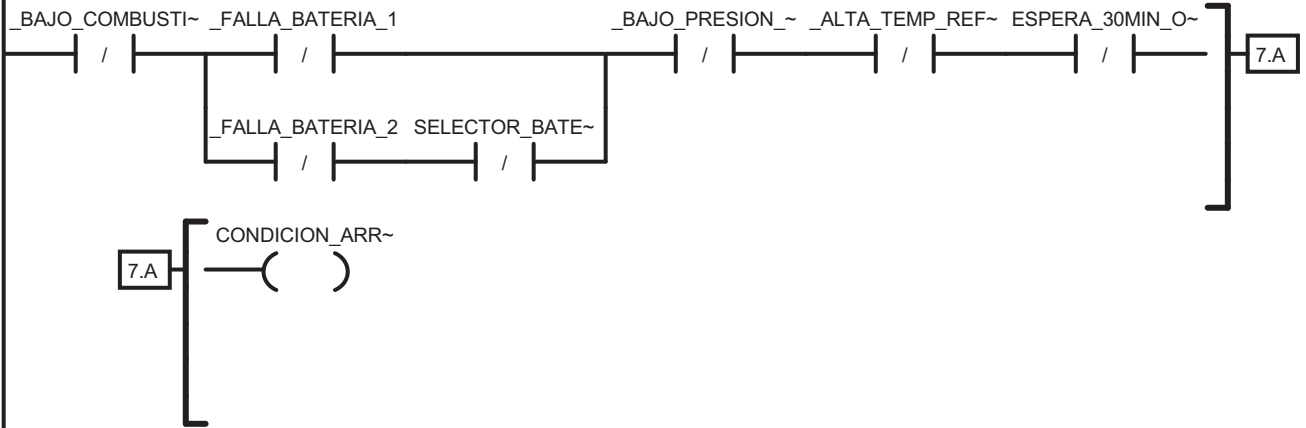 _BAJO_COMBUSTI~ _FALLA_BATERIA_1 _BAJO_PRESION_~ _ALTA_TEMP_REF~ ESPERA_30MIN_O~
/ / / / / 7.A
_FALLA_BATERIA_2 SELECTOR_BATE~
/ /
CONDICION_ARR~
7.A